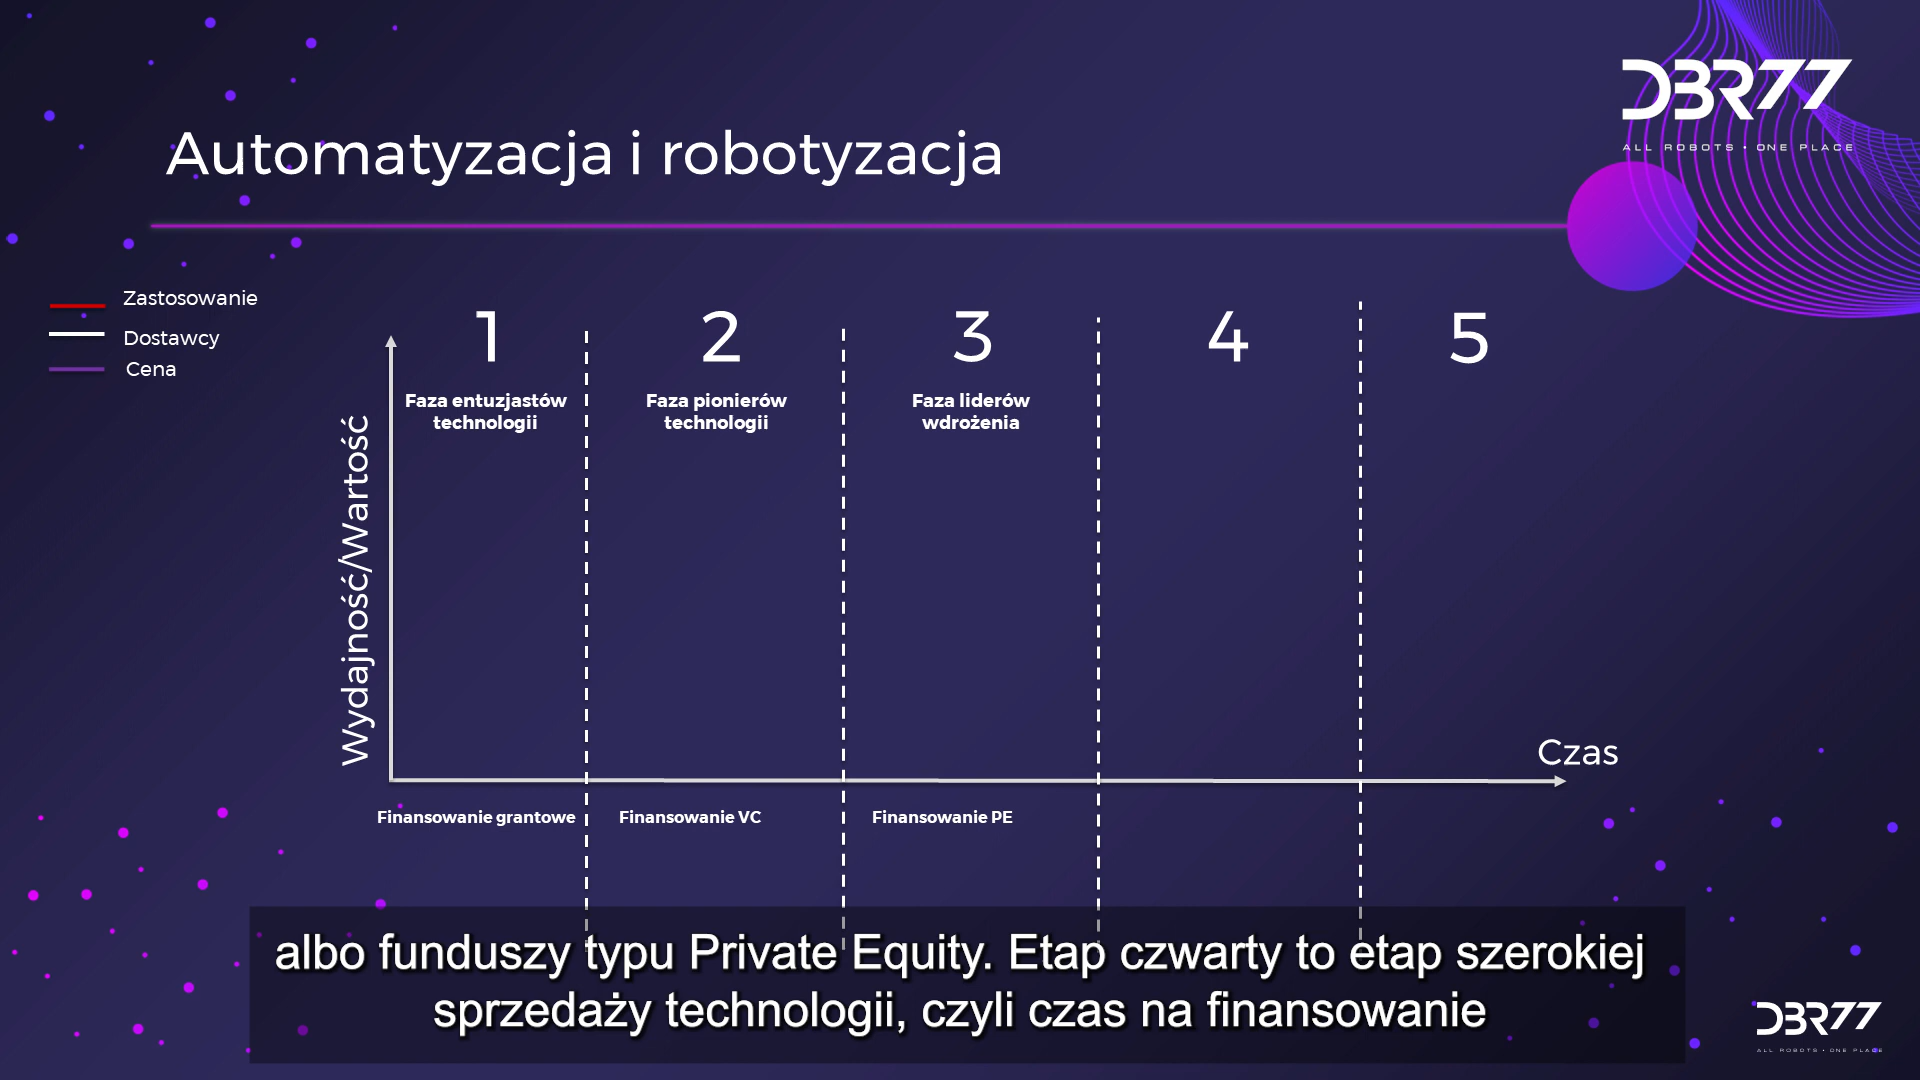 DBR77
ALL ROBOTS • ONE PLACE
Automatyzacja i robotyzacja
Zastosowanie
Dostawcy
Cena
1
2
3
4
5
Faza entuzjastów
technologii
Faza pionierów
technologii
Faza liderów
wdrożenia
Wydajność/Wartość
Czas
Finansowanie grantowe
Finansowanie VC
Finansowanie PE
albo funduszy typu Private Equity. Etap czwarty to etap szerokiej
sprzedaży technologii, czyli czas na finansowanie
DBR77
ALL ROBOTS • ONE PLACE